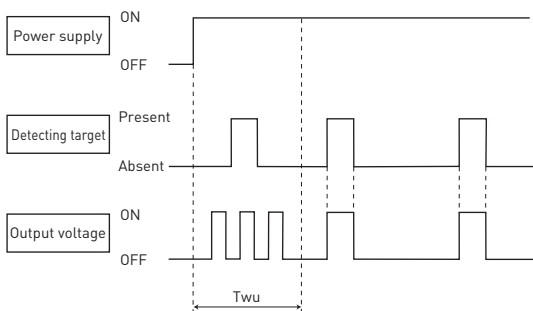 Power supply
ON
OFF
Detecting target
Present
Absent
Output voltage
ON
OFF
Twu